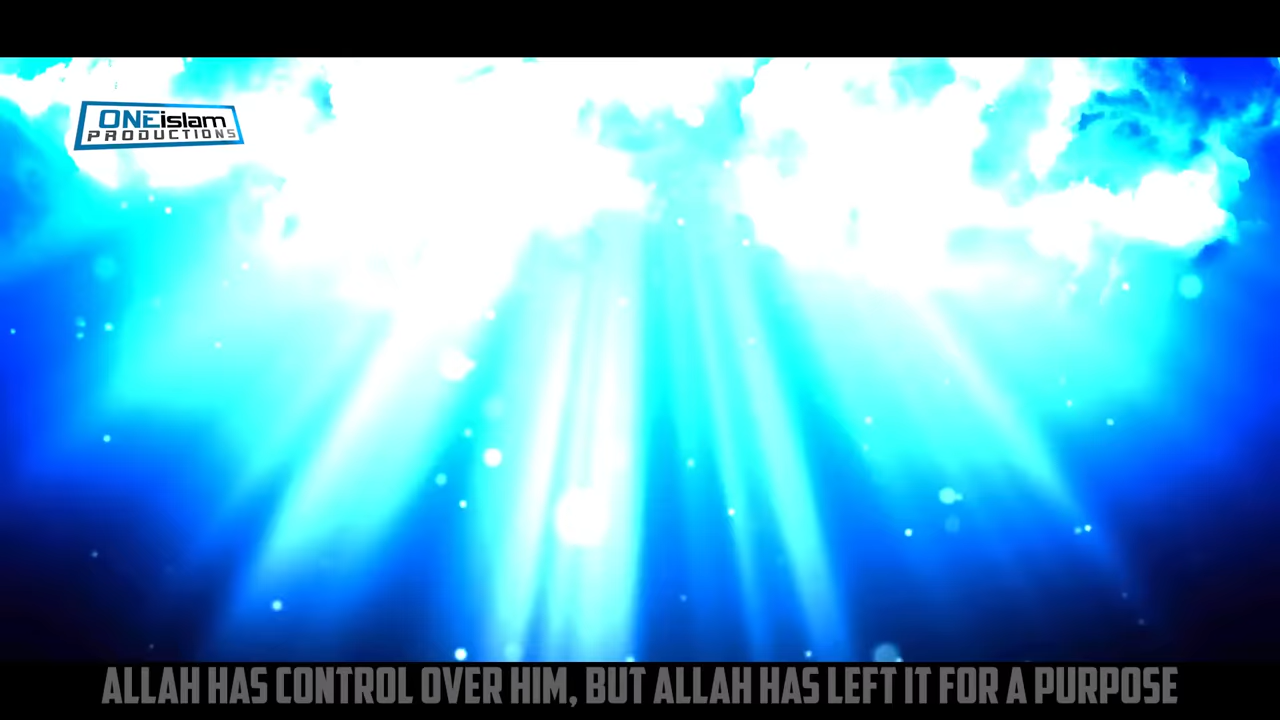 ONEislam
PRODUCTIONS
ALLAH HAS CONTROL OVER HIM, BUT ALLAH HAS LEFT IT FOR A PURPOSE